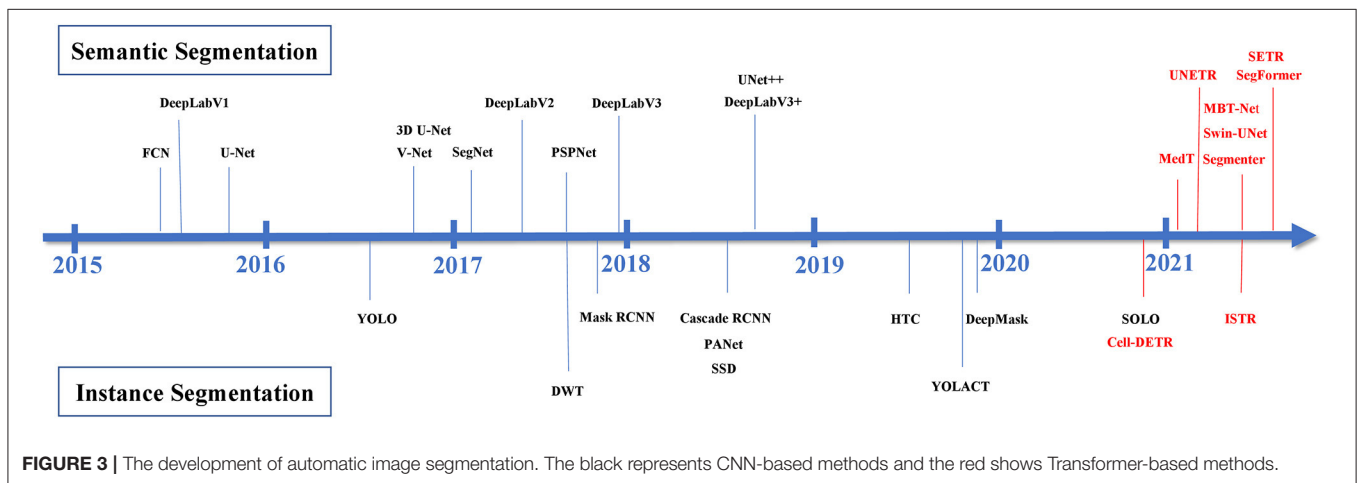 Semantic Segmentation
SETR
UNETR SegFormer
UNet++
DeepLabV1 DeepLabV2 DeepLabV3 DeepLabV3+
MBT-Net
3D U-Net
Swin-UNet
FCN U-Net V-Net SegNet PSPNet MedT Segmenter
2015 2016 2017 2018 2019 2020 2021
YOLO Mask RCNN Cascade RCNN HTC DeepMask SOLO ISTR
PANet Cell-DETR
SSD
Instance Segmentation DWT YOLACT
FIGURE 3 | The development of automatic image segmentation. The black represents CNN-based methods and the red shows Transformer-based methods.